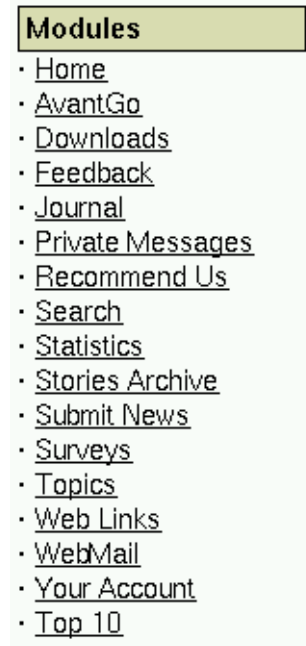 Modules
· Home
· AvantGo
· Downloads
· Feedback
· Journal
· Private Messages
· Recommend Us
· Search
· Statistics
· Stories Archive
· Submit News
· Surveys
· Topics
· Web Links
· WebMail
· Your Account
· Top 10